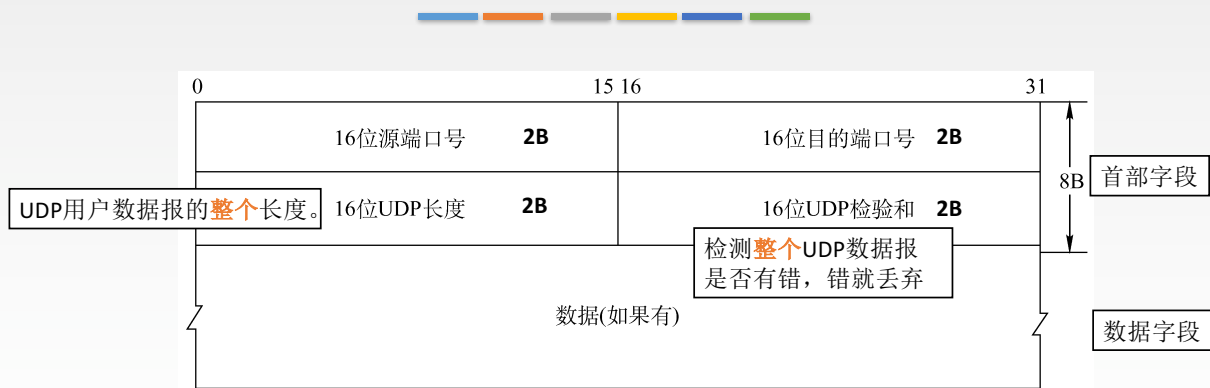 0
15 16
31
16位源端口号 2B
16位目的端口号 2B
8B
首部字段
UDP用户数据报的整个长度。
16位UDP长度 2B
16位UDP检验和 2B
检测整个UDP数据报
是否有错，错就丢弃
数据(如果有)
数据字段